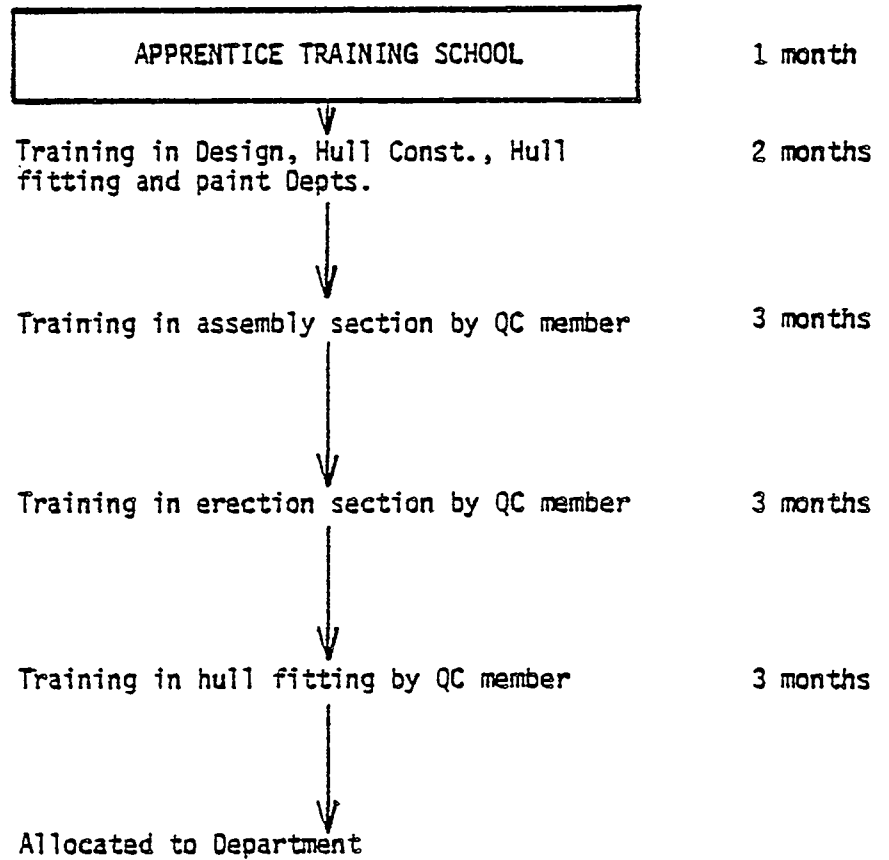 APPRENTICE TRAINING SCHOOL 1 month
Training in Design, Hull Const., Hull 2 months
fitting and paint Depts.
Training in assembly section by QC member 3 months
Training in erection section by QC member 3 months
Training in hull fitting by QC member 3 months
Allocated to Department